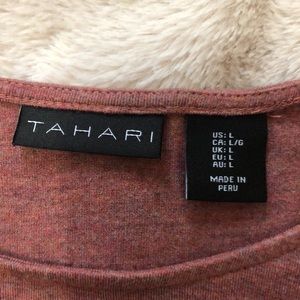 TAHARI
US: L
CA: L/G
UK: L
EU: L
AU: L
MADE IN
PERU